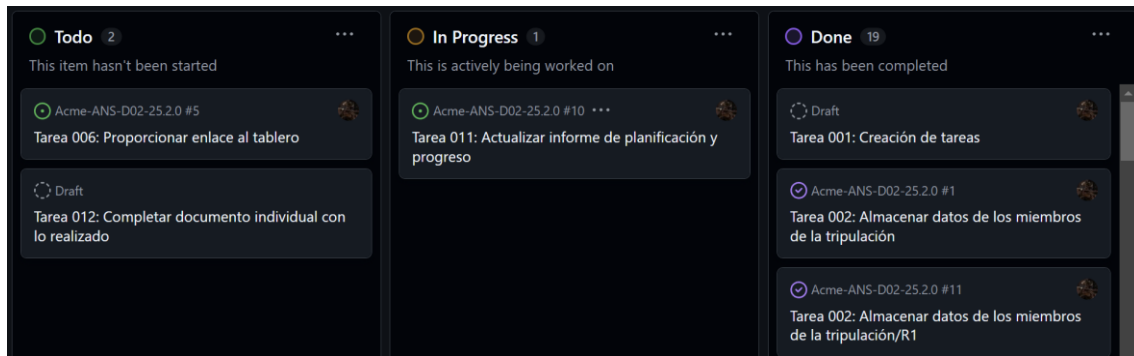 Todo 2 ...
This item hasn't been started
Acme-ANS-D02-25.2.0 #5
Tarea 006: Proporcionar enlace al tablero
Draft
Tarea 012: Completar documento individual con
lo realizado
In Progress 1 ...
This is actively being worked on
Acme-ANS-D02-25.2.0 #10 ...
Tarea 011: Actualizar informe de planificación y
progreso
Done 19 ...
This has been completed
Draft
Tarea 001: Creación de tareas
Acme-ANS-D02-25.2.0 #1
Tarea 002: Almacenar datos de los miembros
de la tripulación
Acme-ANS-D02-25.2.0 #11
Tarea 002: Almacenar datos de los miembros
de la tripulación/R1